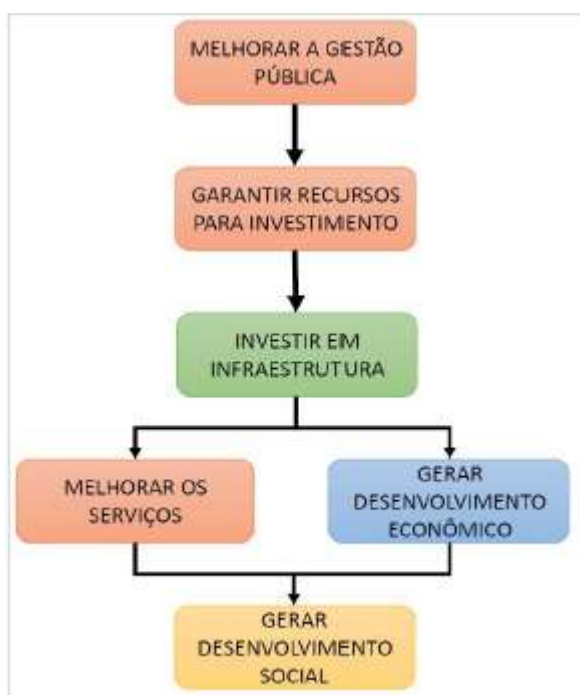 MELHORAR A GESTÃO
PÚBLICA
GARANTIR RECURSOS
PARA INVESTIMENTO
INVESTIR EM
INFRAESTRUTURA
MELHORAR OS
SERVIÇOS
GERAR
DESENVOLVIMENTO
ECONÔMICO
GERAR
DESENVOLVIMENTO
SOCIAL